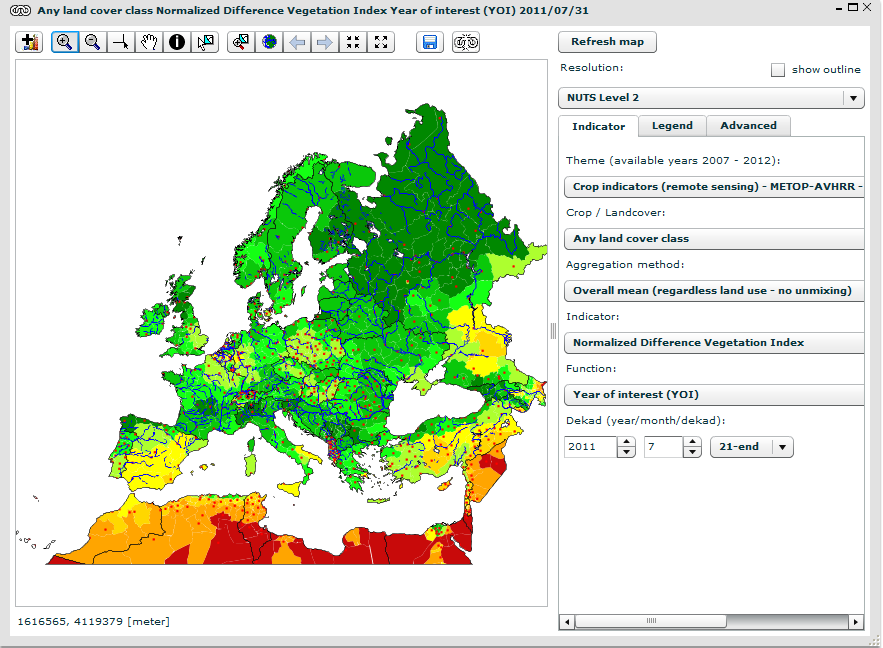 Any land cover class Normalized Difference Vegetation Index Year of interest (YOI) 2011/07/31
Refresh map
Resolution:
show outline
NUTS Level 2
Indicator
Legend
Advanced
Theme (available years 2007 - 2012):
Crop indicators (remote sensing) - METOP-AVHRR -
Crop / Landcover:
Any land cover class
Aggregation method:
Overall mean (regardless land use - no unmixing)
Indicator:
Normalized Difference Vegetation Index
Function:
Year of interest (YOI)
Dekad (year/month/dekad):
2011
7
21-end
1616565, 4119379 [meter]